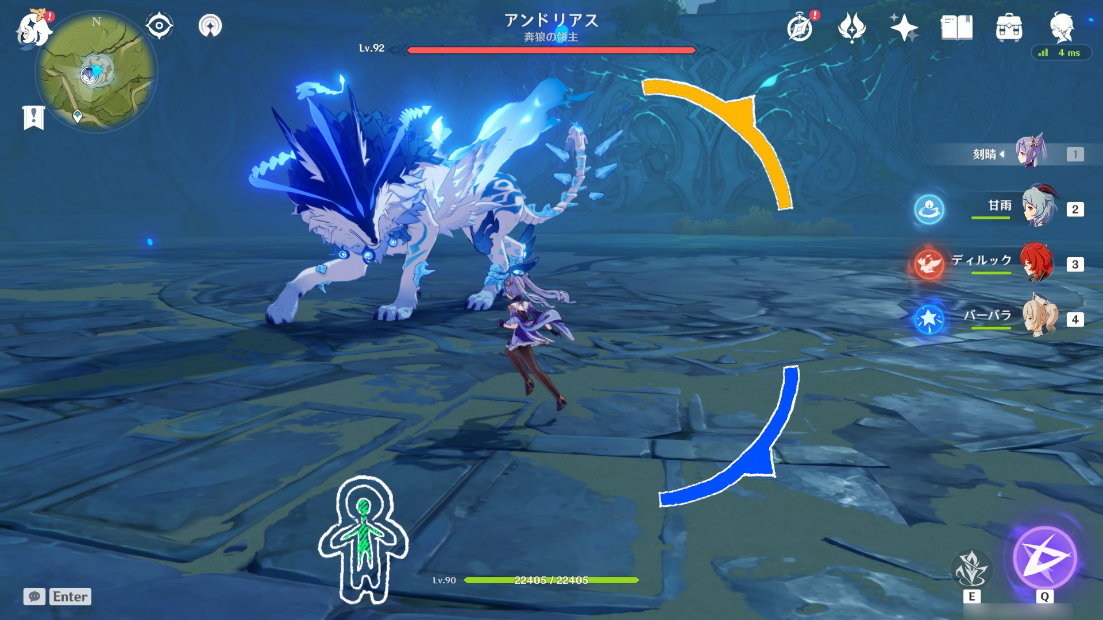 N
アンドリアス
奔狼の領主
Lv.92
4 ms
刻晴
1
甘雨
2
ディルック
3
バーバラ
4
Lv.90
22405 / 22405
Enter
E
Q